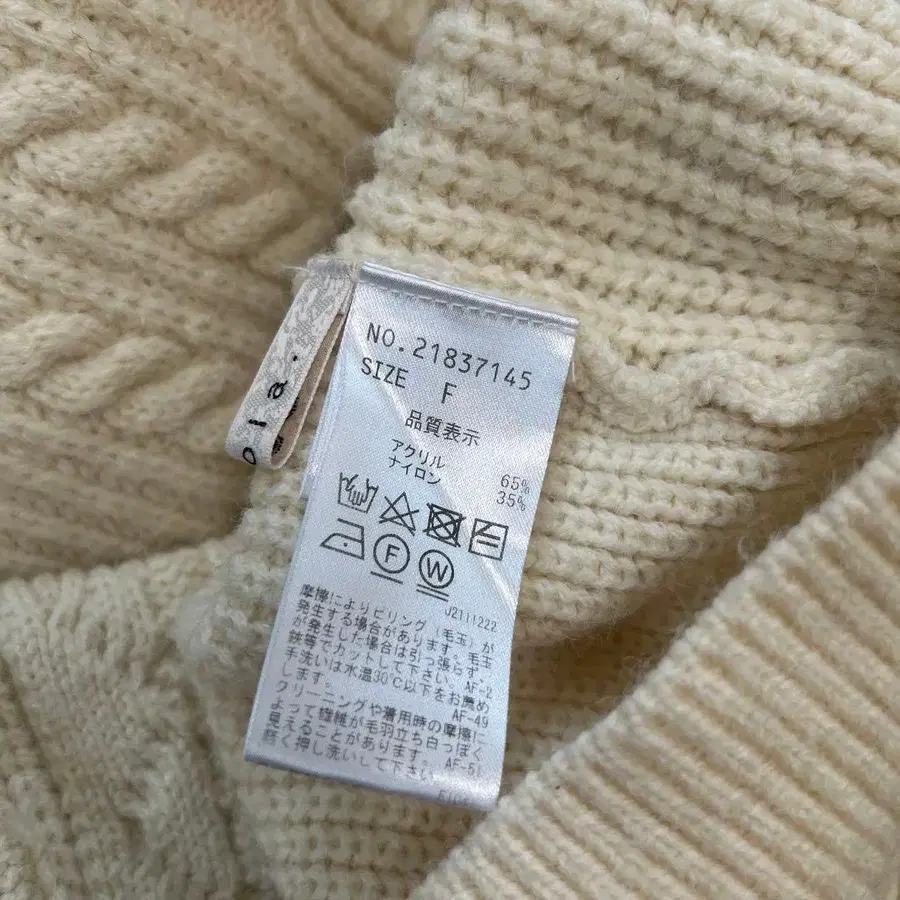 ola.
NO.21837145
SIZE F
品質表示
アクリル 65%
ナイロン 35%
F W
J2111222
摩擦によりピリング（毛玉）が
発生する場合があります。毛玉
が発生した場合は引っ張らず、
鋏等でカットして下さい。 AF-2
手洗いは水温30℃以下をお薦め
します。 AF-49
クリーニングや着用時の摩擦に
よって繊維が毛羽立ち白っぽく
見えることがあります。 AF-51
軽く押し洗いして下さい。